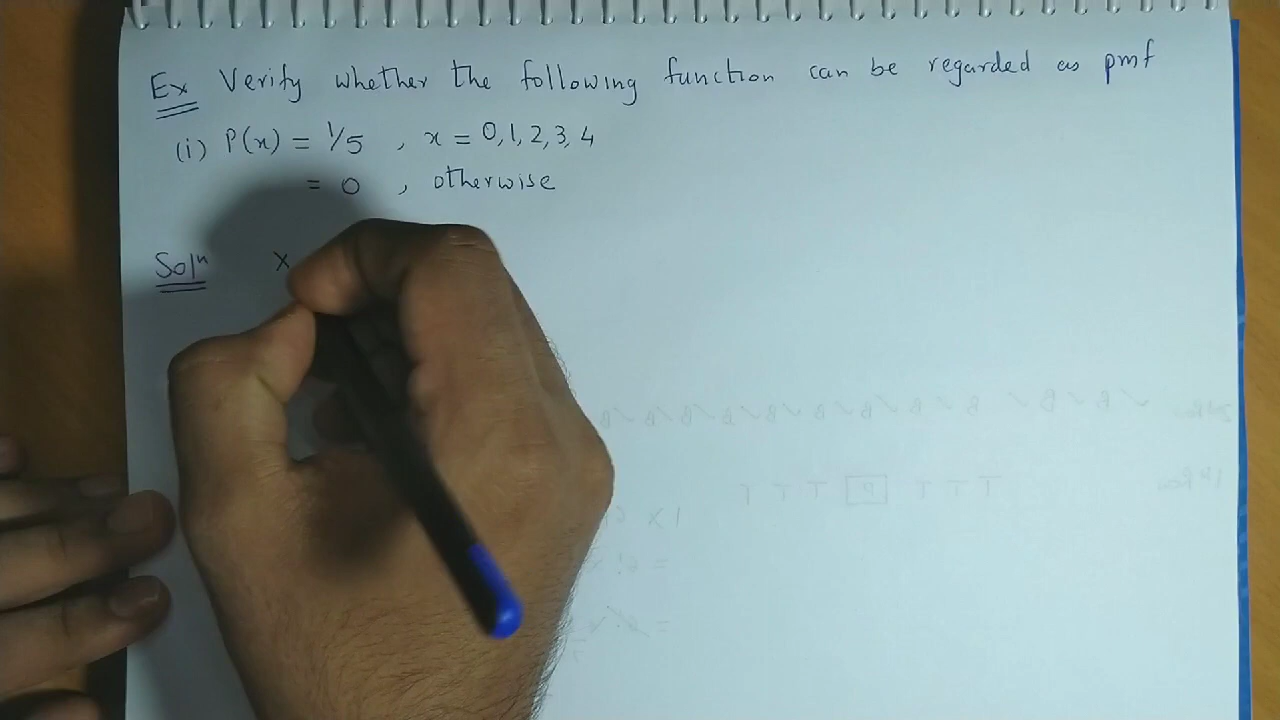 Ex Verify whether the following function can be regarded as pmf
(i) P(x) = 1/5 , x = 0,1,2,3,4
= 0 , otherwise
Solⁿ X